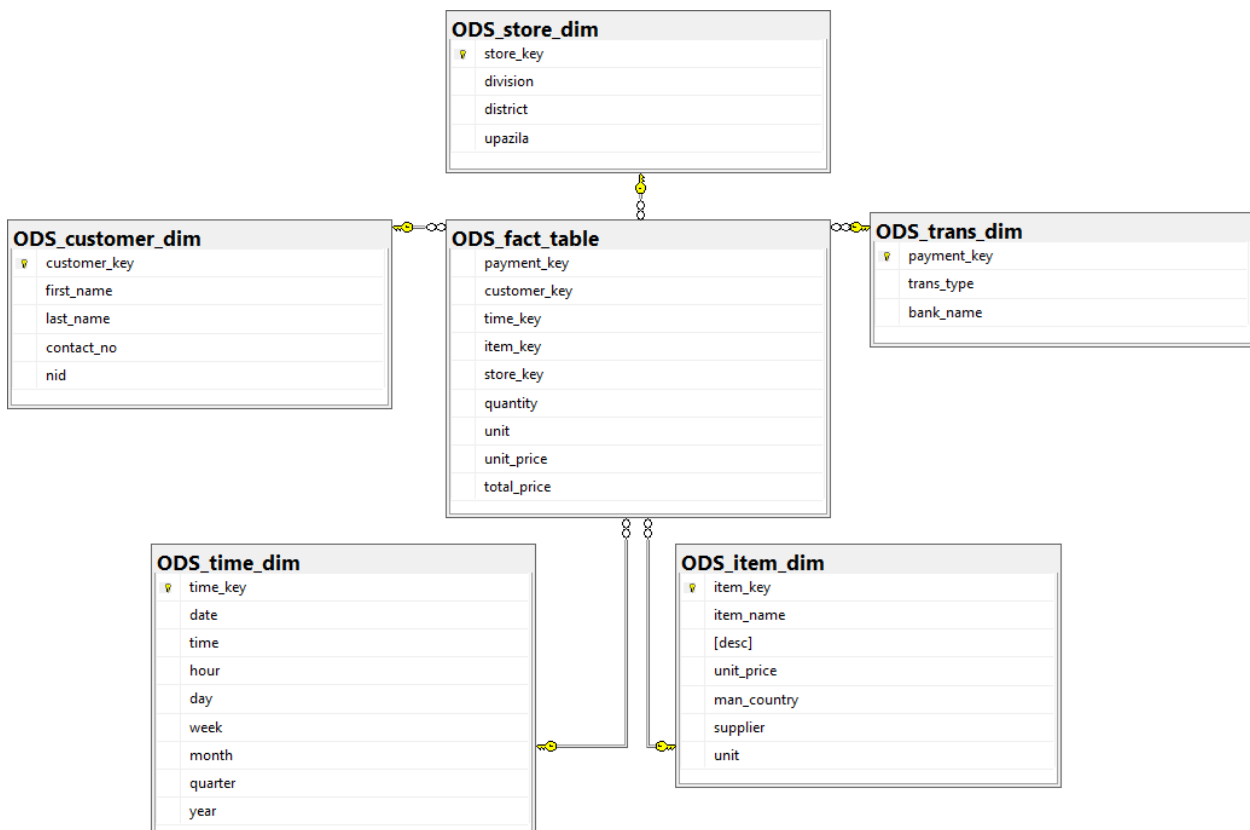 ODS_store_dim
store_key
division
district
upazila
ODS_customer_dim
customer_key
first_name
last_name
contact_no
nid
ODS_fact_table
payment_key
customer_key
time_key
item_key
store_key
quantity
unit
unit_price
total_price
ODS_trans_dim
payment_key
trans_type
bank_name
ODS_time_dim
time_key
date
time
hour
day
week
month
quarter
year
ODS_item_dim
item_key
item_name
[desc]
unit_price
man_country
supplier
unit